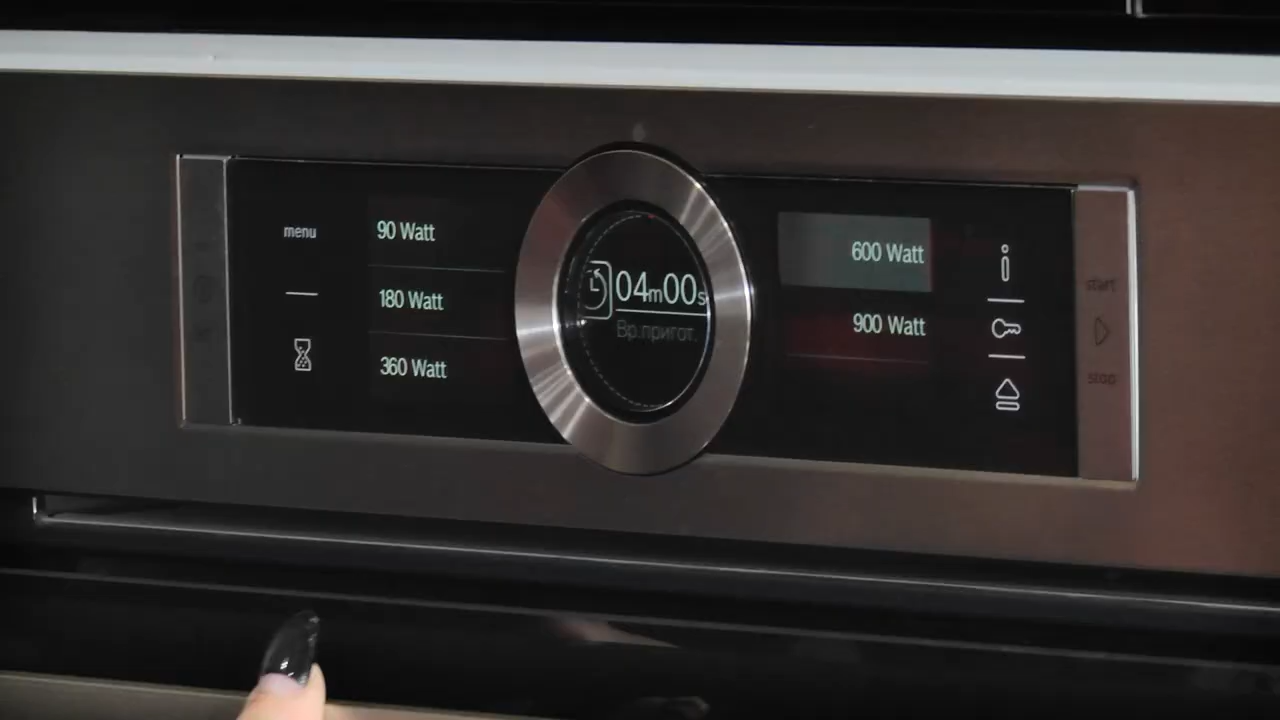 menu
90 Watt
180 Watt
360 Watt
04m00s
Вр.пригот.
600 Watt
900 Watt
start
stop